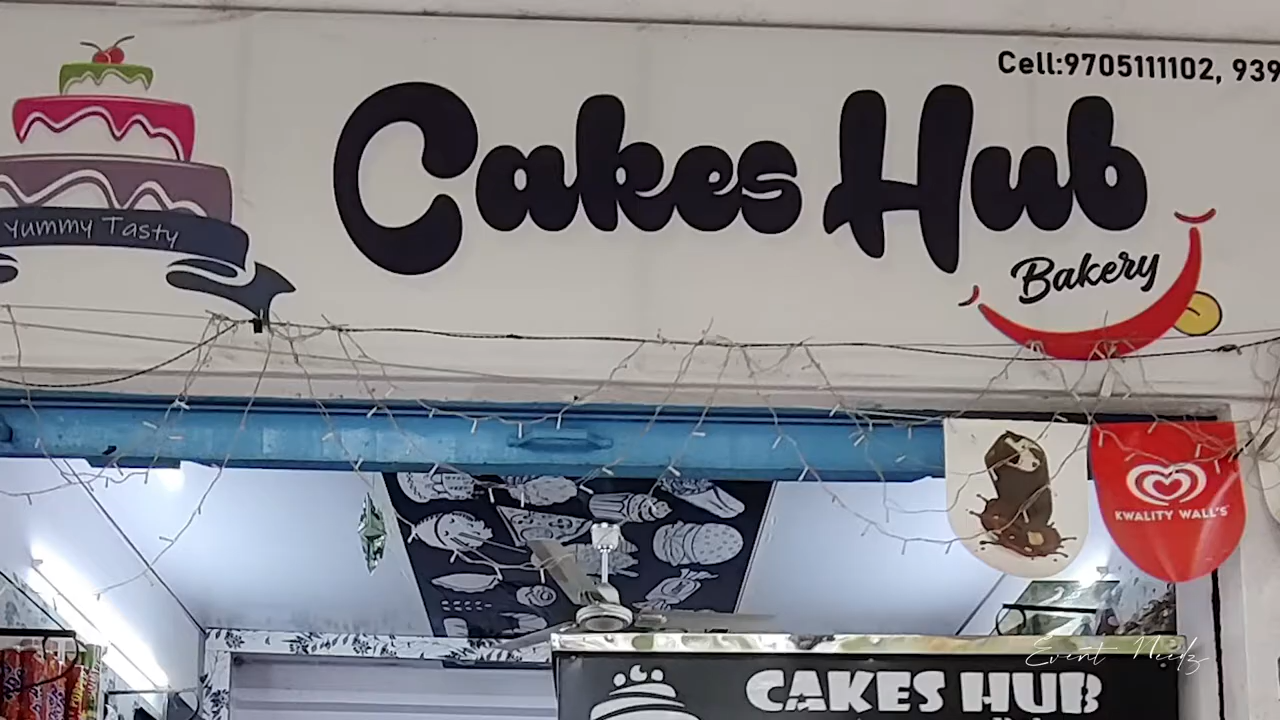 Cell:9705111102, 939
Cakes Hub
Bakery
Yummy Tasty
KWALITY WALL'S
Event Needz
CAKES HUB